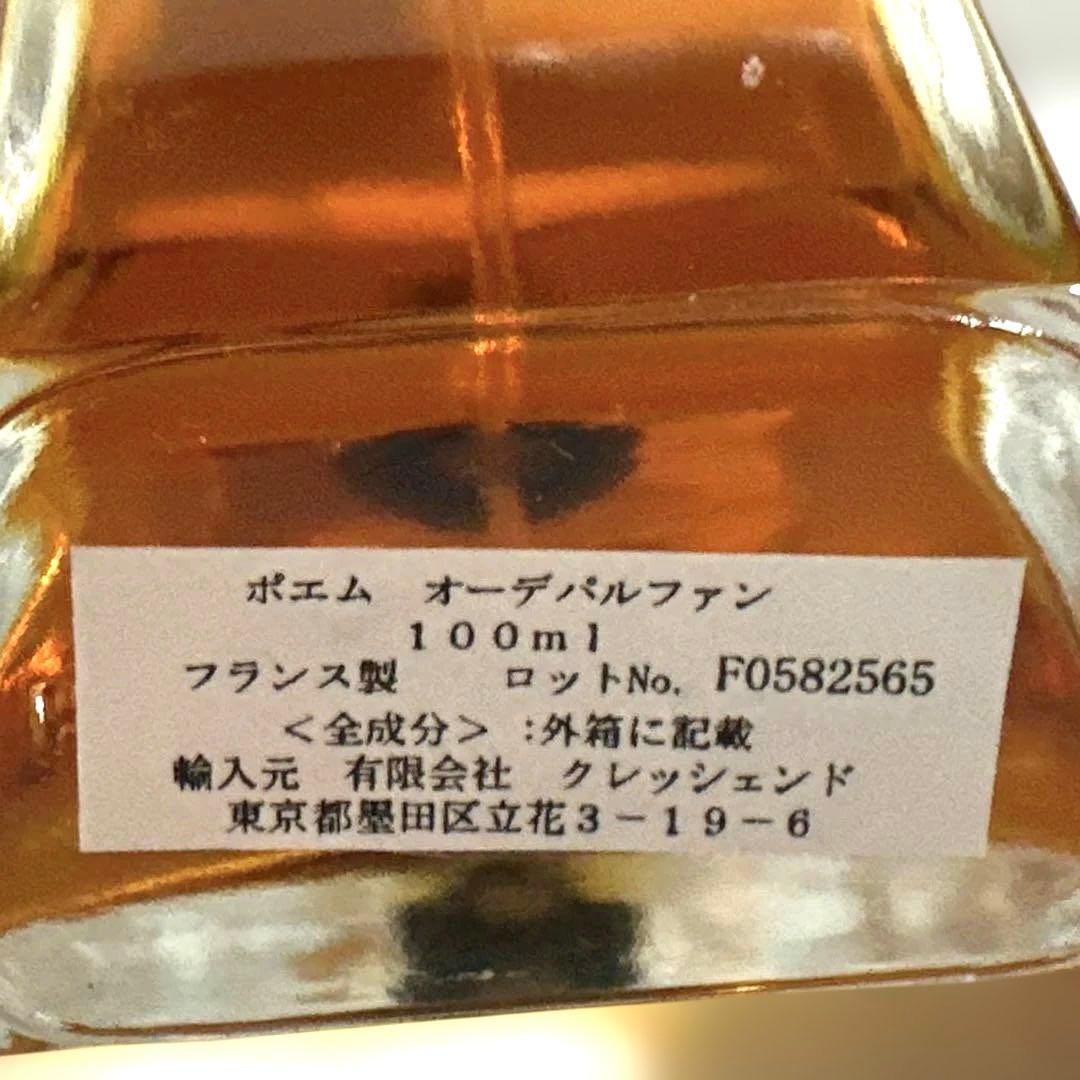 ポエム　オーデパルファン
１００ｍｌ
フランス製　ロットNo. F0582565
＜全成分＞：外箱に記載
輸入元　有限会社　クレッシェンド
東京都墨田区立花３－１９－６